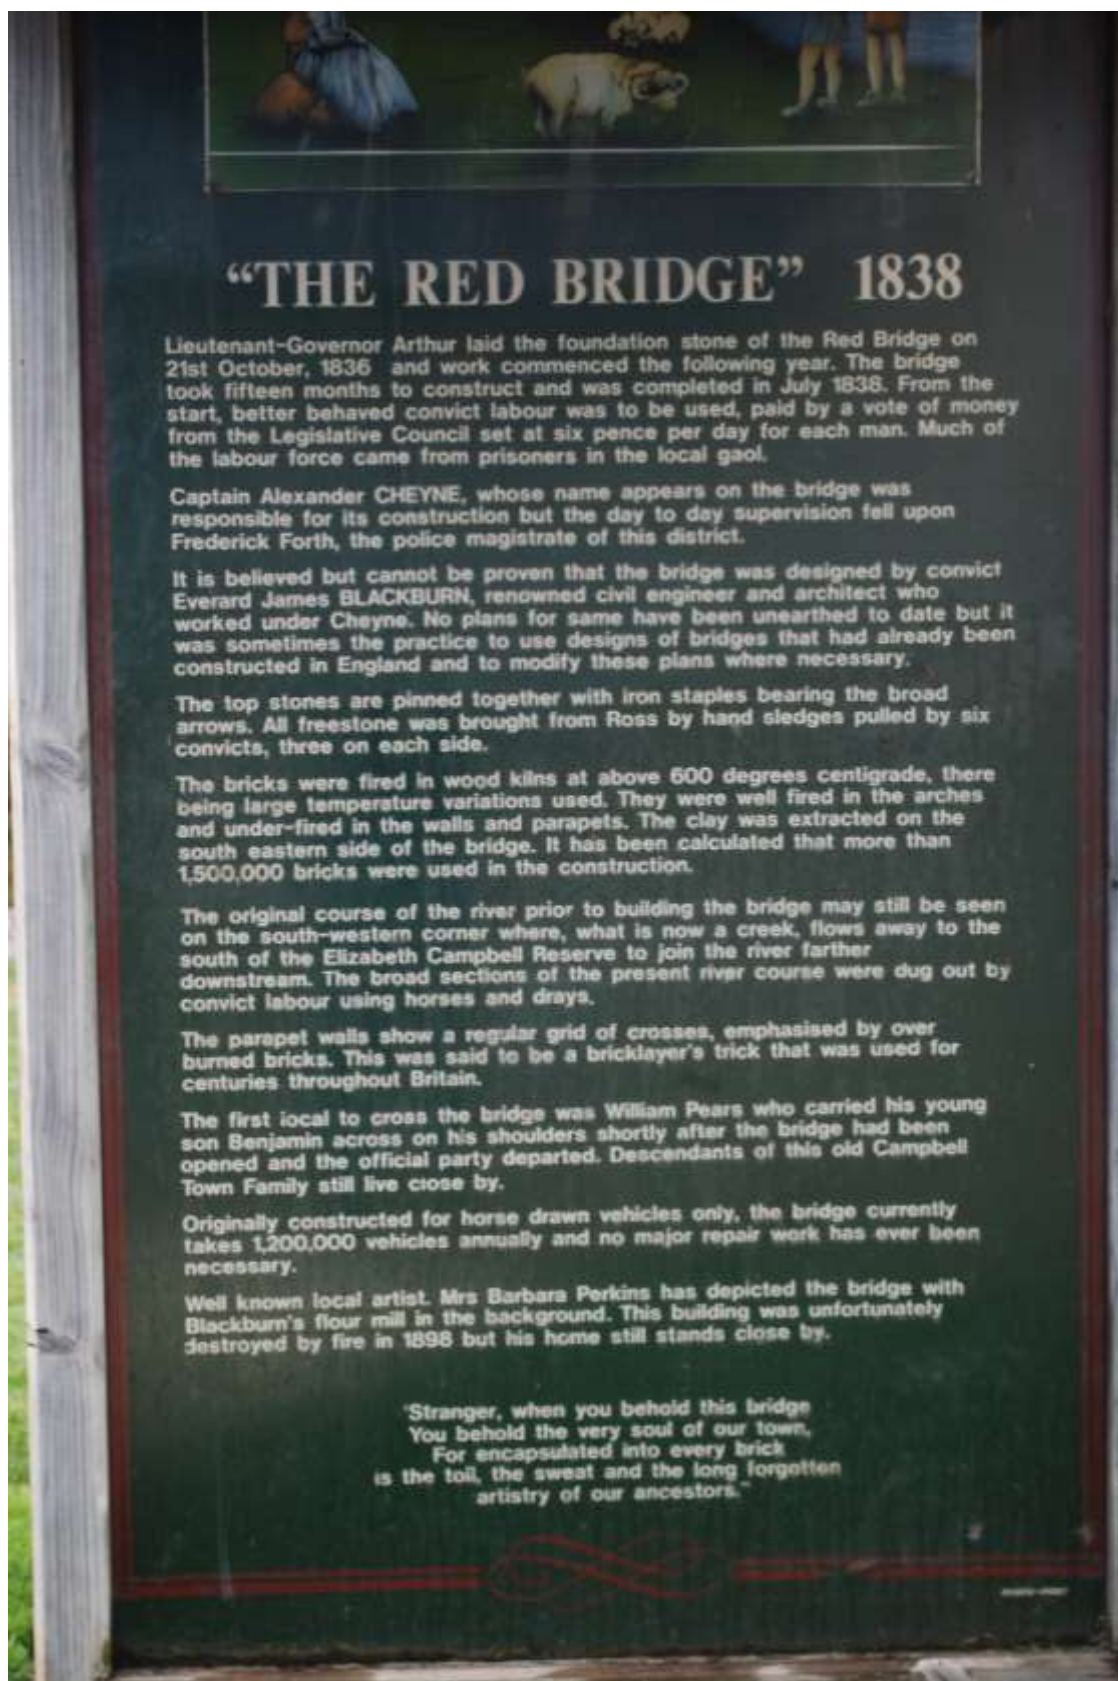 “THE RED BRIDGE” 1838
Lieutenant-Governor Arthur laid the foundation stone of the Red Bridge on
21st October, 1836 and work commenced the following year. The bridge
took fifteen months to construct and was completed in July 1838. From the
start, better behaved convict labour was to be used, paid by a vote of money
from the Legislative Council set at six pence per day for each man. Much of
the labour force came from prisoners in the local gaol.
Captain Alexander CHEYNE, whose name appears on the bridge was
responsible for its construction but the day to day supervision fell upon
Frederick Forth, the police magistrate of this district.
It is believed but cannot be proven that the bridge was designed by convict
Everard James BLACKBURN, renowned civil engineer and architect who
worked under Cheyne. No plans for same have been unearthed to date but it
was sometimes the practice to use designs of bridges that had already been
constructed in England and to modify these plans where necessary.
The top stones are pinned together with iron staples bearing the broad
arrows. All freestone was brought from Ross by hand sledges pulled by six
convicts, three on each side.
The bricks were fired in wood kilns at above 600 degrees centigrade, there
being large temperature variations used. They were well fired in the arches
and under-fired in the walls and parapets. The clay was extracted on the
south eastern side of the bridge. It has been calculated that more than
1,500,000 bricks were used in the construction.
The original course of the river prior to building the bridge may still be seen
on the south-western corner where, what is now a creek, flows away to the
south of the Elizabeth Campbell Reserve to join the river farther
downstream. The broad sections of the present river course were dug out by
convict labour using horses and drays.
The parapet walls show a regular grid of crosses, emphasised by over
burned bricks. This was said to be a bricklayer's trick that was used for
centuries throughout Britain.
The first local to cross the bridge was William Pears who carried his young
son Benjamin across on his shoulders shortly after the bridge had been
opened and the official party departed. Descendants of this old Campbell
Town Family still live close by.
Originally constructed for horse drawn vehicles only, the bridge currently
takes 1,200,000 vehicles annually and no major repair work has ever been
necessary.
Well known local artist. Mrs Barbara Perkins has depicted the bridge with
Blackburn's flour mill in the background. This building was unfortunately
destroyed by fire in 1898 but his home still stands close by.
"Stranger, when you behold this bridge
You behold the very soul of our town,
For encapsulated into every brick
is the toil, the sweat and the long forgotten
artistry of our ancestors."